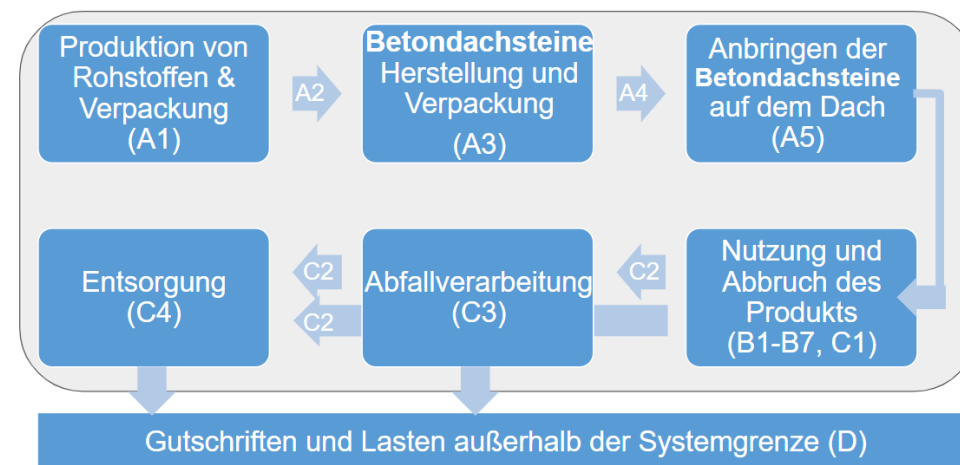 Produktion von
Rohstoffen &
Verpackung
(A1)
A2
Betondachsteine
Herstellung und
Verpackung
(A3)
A4
Anbringen der
Betondachsteine
auf dem Dach
(A5)
Entsorgung
(C4)
C2
C2
Abfallverarbeitung
(C3)
C2
Nutzung und
Abbruch des
Produkts
(B1-B7, C1)
Gutschriften und Lasten außerhalb der Systemgrenze (D)